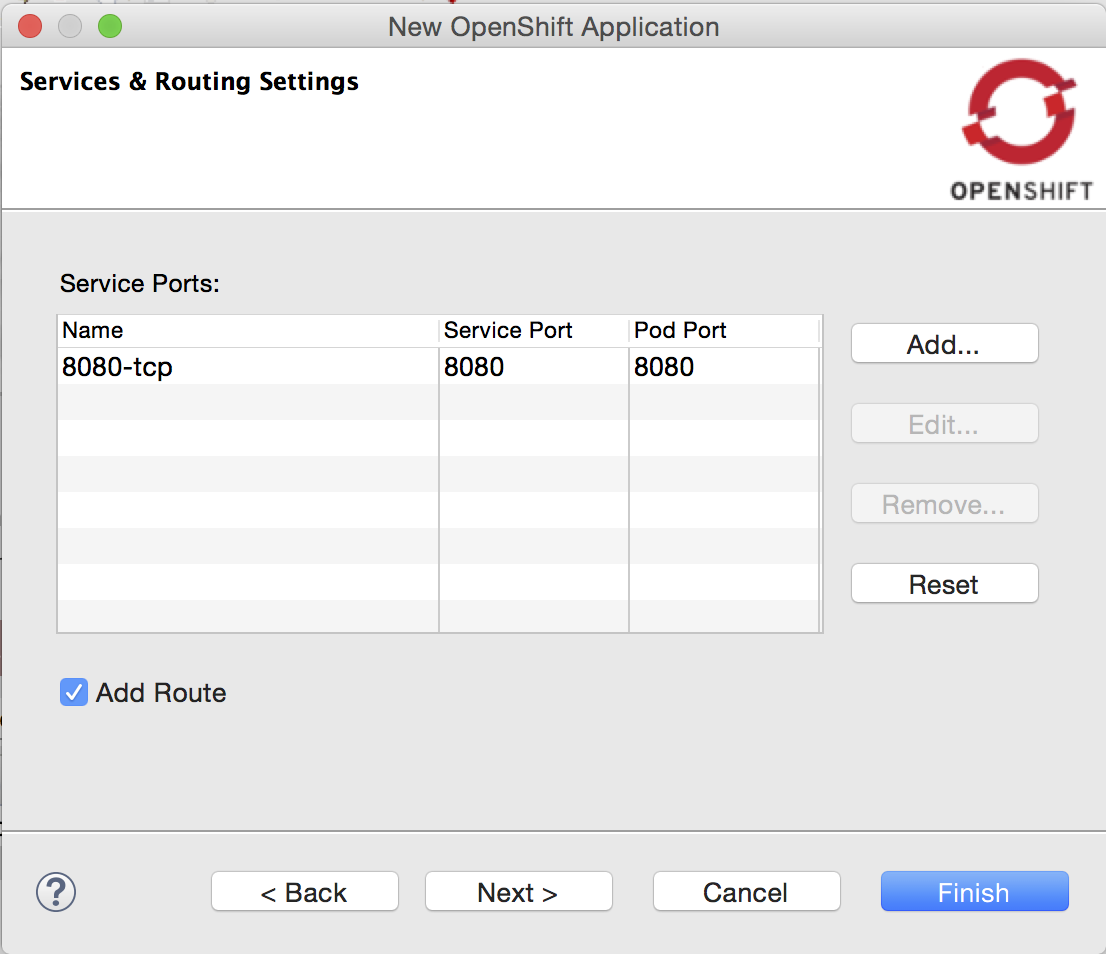 New OpenShift Application
Services & Routing Settings
OPENSHIFT
Service Ports:
Name Service Port Pod Port
8080-tcp 8080 8080
Add...
Edit...
Remove...
Reset
Add Route
? < Back Next > Cancel Finish